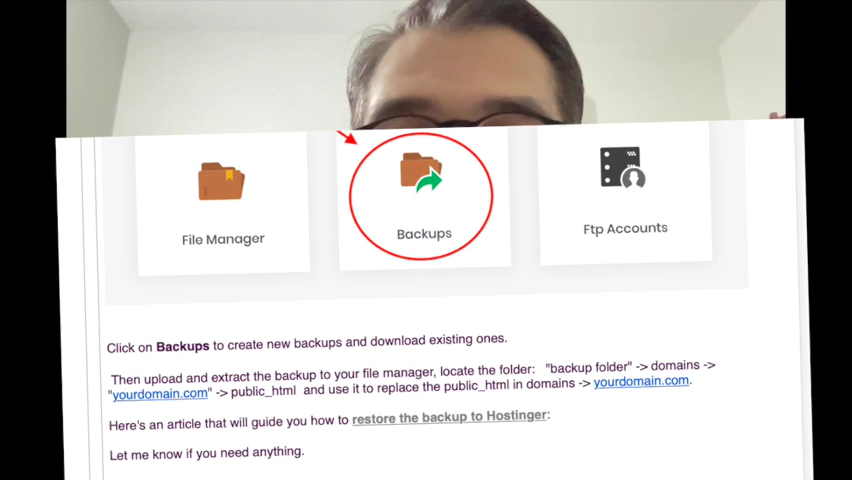 File Manager
Backups
Ftp Accounts
Click on Backups to create new backups and download existing ones.
Then upload and extract the backup to your file manager, locate the folder:   "backup folder" -> domains ->
"yourdomain.com" -> public_html  and use it to replace the public_html in domains -> yourdomain.com.
Here's an article that will guide you how to restore the backup to Hostinger:
Let me know if you need anything.